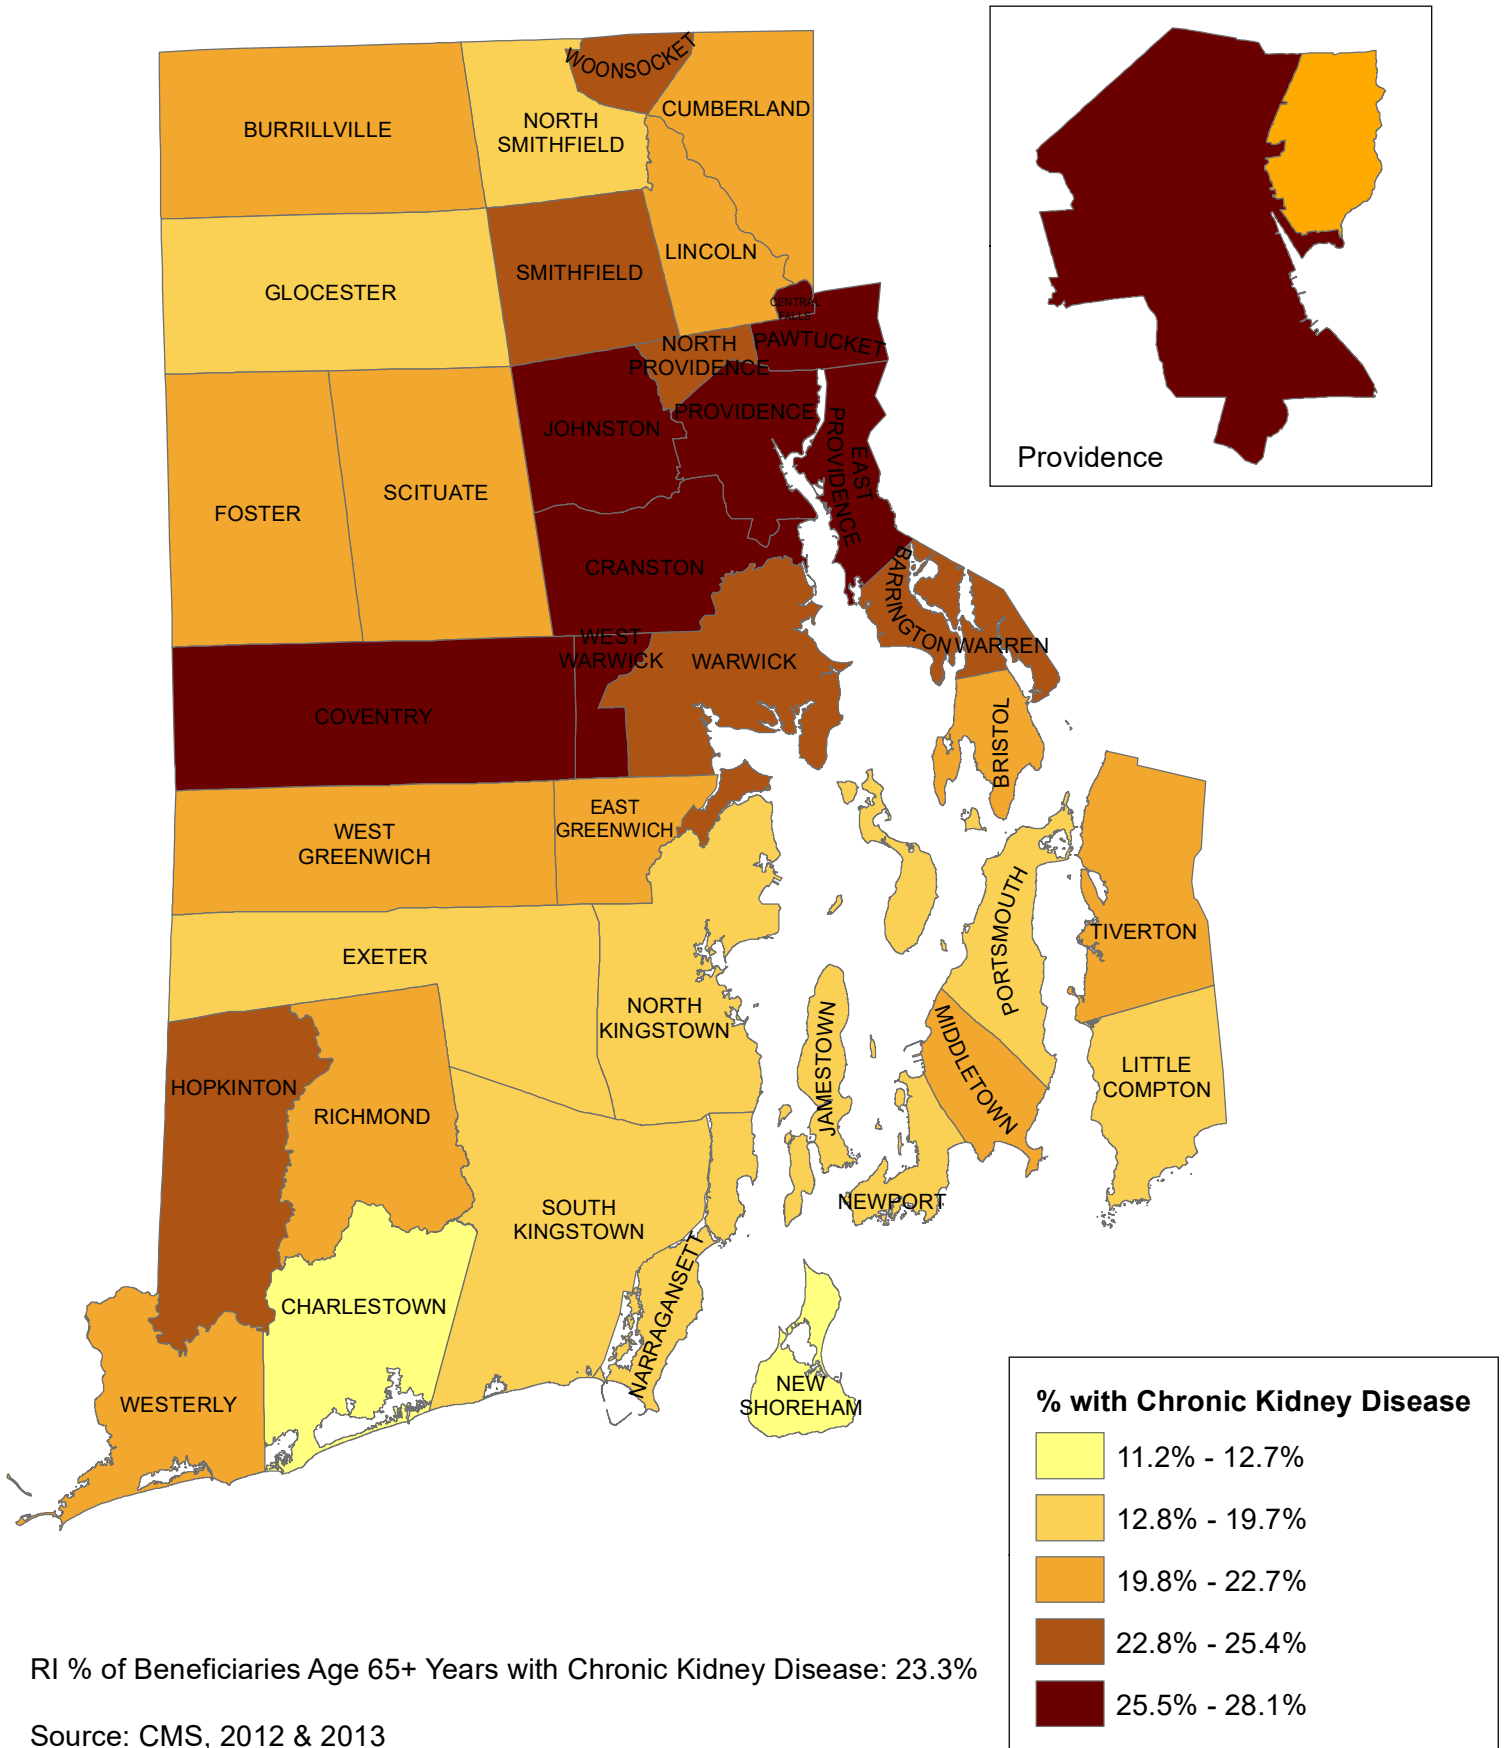 WOONSOCKET
CUMBERLAND
BURRILLVILLE
NORTH
SMITHFIELD
LINCOLN
SMITHFIELD
GLOCESTER
CENTRAL
FALLS
PAWTUCKET
NORTH
PROVIDENCE
PROVIDENCE
JOHNSTON
EAST
PROVIDENCE
SCITUATE
FOSTER
CRANSTON
BARRINGTON
WARREN
WEST
WARWICK
WARWICK
COVENTRY
BRISTOL
EAST
GREENWICH
WEST
GREENWICH
PORTSMOUTH
TIVERTON
EXETER
NORTH
KINGSTOWN
JAMESTOWN
MIDDLETOWN
LITTLE
COMPTON
HOPKINTON
RICHMOND
SOUTH
KINGSTOWN
NEWPORT
CHARLESTOWN
NARRAGANSETT
WESTERLY
NEW
SHOREHAM
Providence
% with Chronic Kidney Disease
11.2% - 12.7%
12.8% - 19.7%
19.8% - 22.7%
22.8% - 25.4%
25.5% - 28.1%
RI % of Beneficiaries Age 65+ Years with Chronic Kidney Disease: 23.3%
Source: CMS, 2012 & 2013